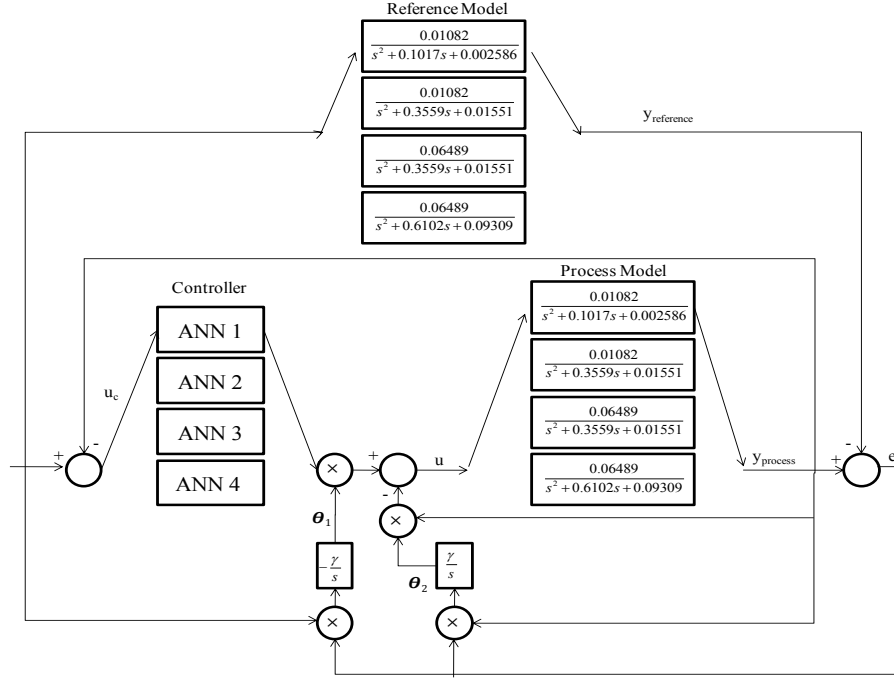 Reference Model
0.01082
s² + 0.1017s + 0.002586
0.01082
s² + 0.3559s + 0.01551
0.06489
s² + 0.3559s + 0.01551
0.06489
s² + 0.6102s + 0.09309
y_reference
Controller
ANN 1
ANN 2
ANN 3
ANN 4
u_c
+
-
×
+
-
u
Process Model
0.01082
s² + 0.1017s + 0.002586
0.01082
s² + 0.3559s + 0.01551
0.06489
s² + 0.3559s + 0.01551
0.06489
s² + 0.6102s + 0.09309
y_process
-
+
e
×
θ₁
θ₂
-γ/s
γ/s
×
×